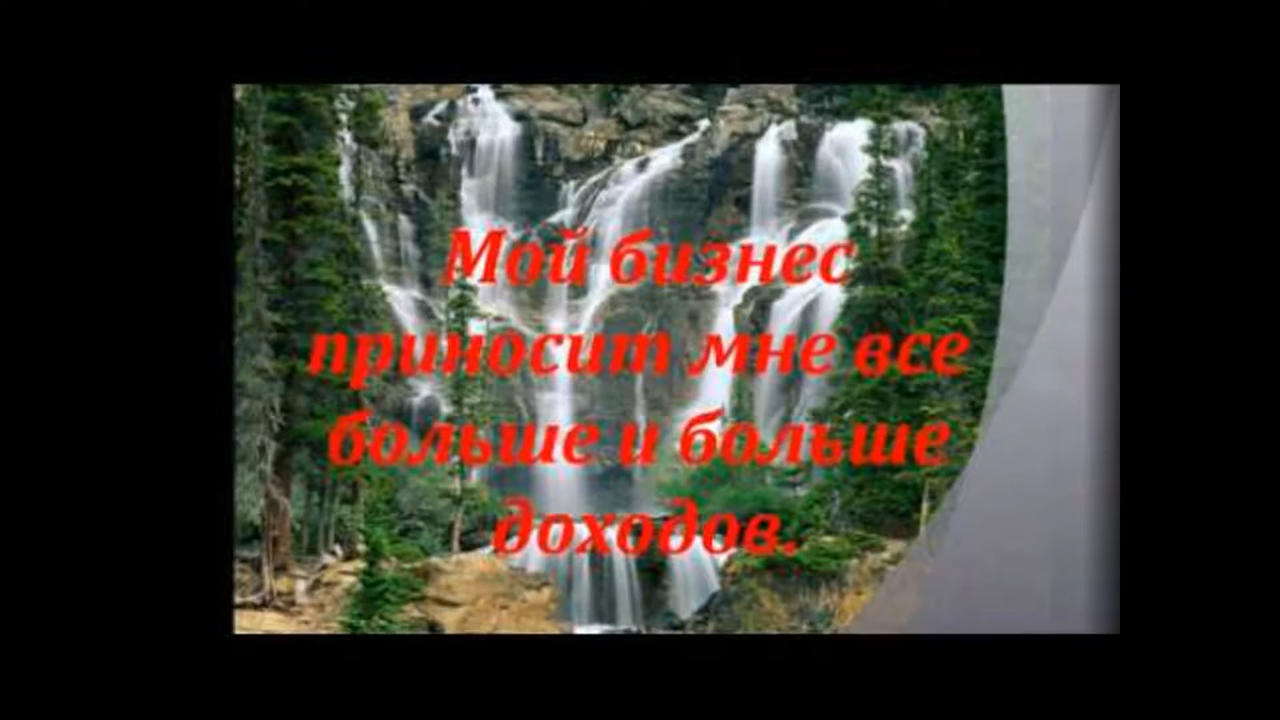 Мой бизнес
приносит мне все
больше и больше
доходов.